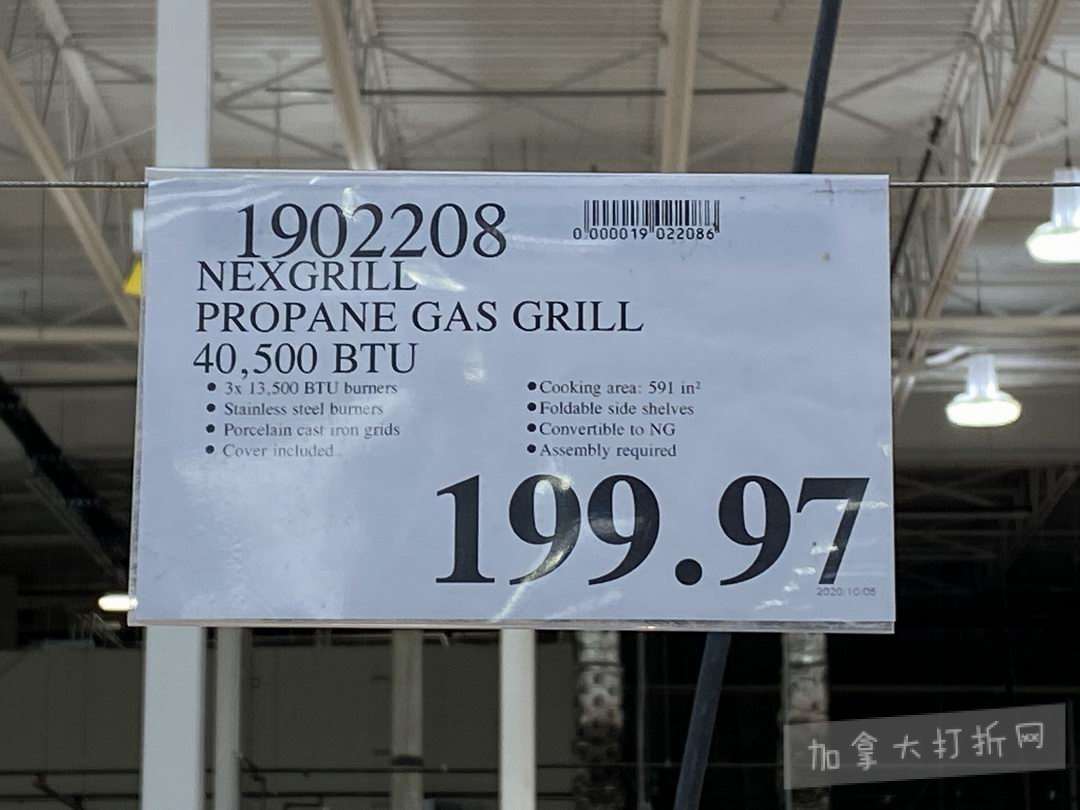 1902208
0 000019 022086
NEXGRILL
PROPANE GAS GRILL
40,500 BTU
• 3x 13,500 BTU burners
• Stainless steel burners
• Porcelain cast iron grids
• Cover included
• Cooking area: 591 in²
• Foldable side shelves
• Convertible to NG
• Assembly required
199.97
2020/10/05
加拿大打折网